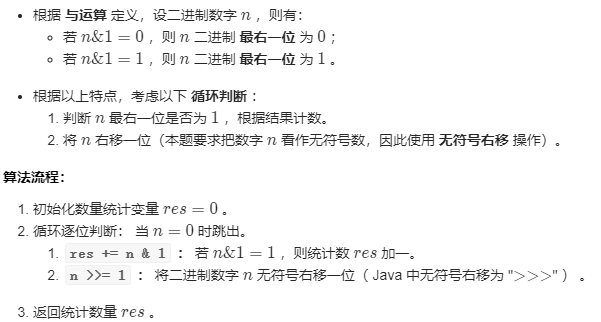 根据 与运算 定义，设二进制数字 n ，则有：
若 n&1 = 0 ，则 n 二进制 最右一位 为 0 ；
若 n&1 = 1 ，则 n 二进制 最右一位 为 1 。
根据以上特点，考虑以下 循环判断 ：
1. 判断 n 最右一位是否为 1 ，根据结果计数。
2. 将 n 右移一位（本题要求把数字 n 看作无符号数，因此使用 无符号右移 操作）。
算法流程：
1. 初始化数量统计变量 res = 0 。
2. 循环逐位判断： 当 n = 0 时跳出。
1. res += n & 1 ： 若 n&1 = 1 ，则统计数 res 加一。
2. n >>= 1 ： 将二进制数字 n 无符号右移一位（ Java 中无符号右移为 ">>>" ） 。
3. 返回统计数量 res 。